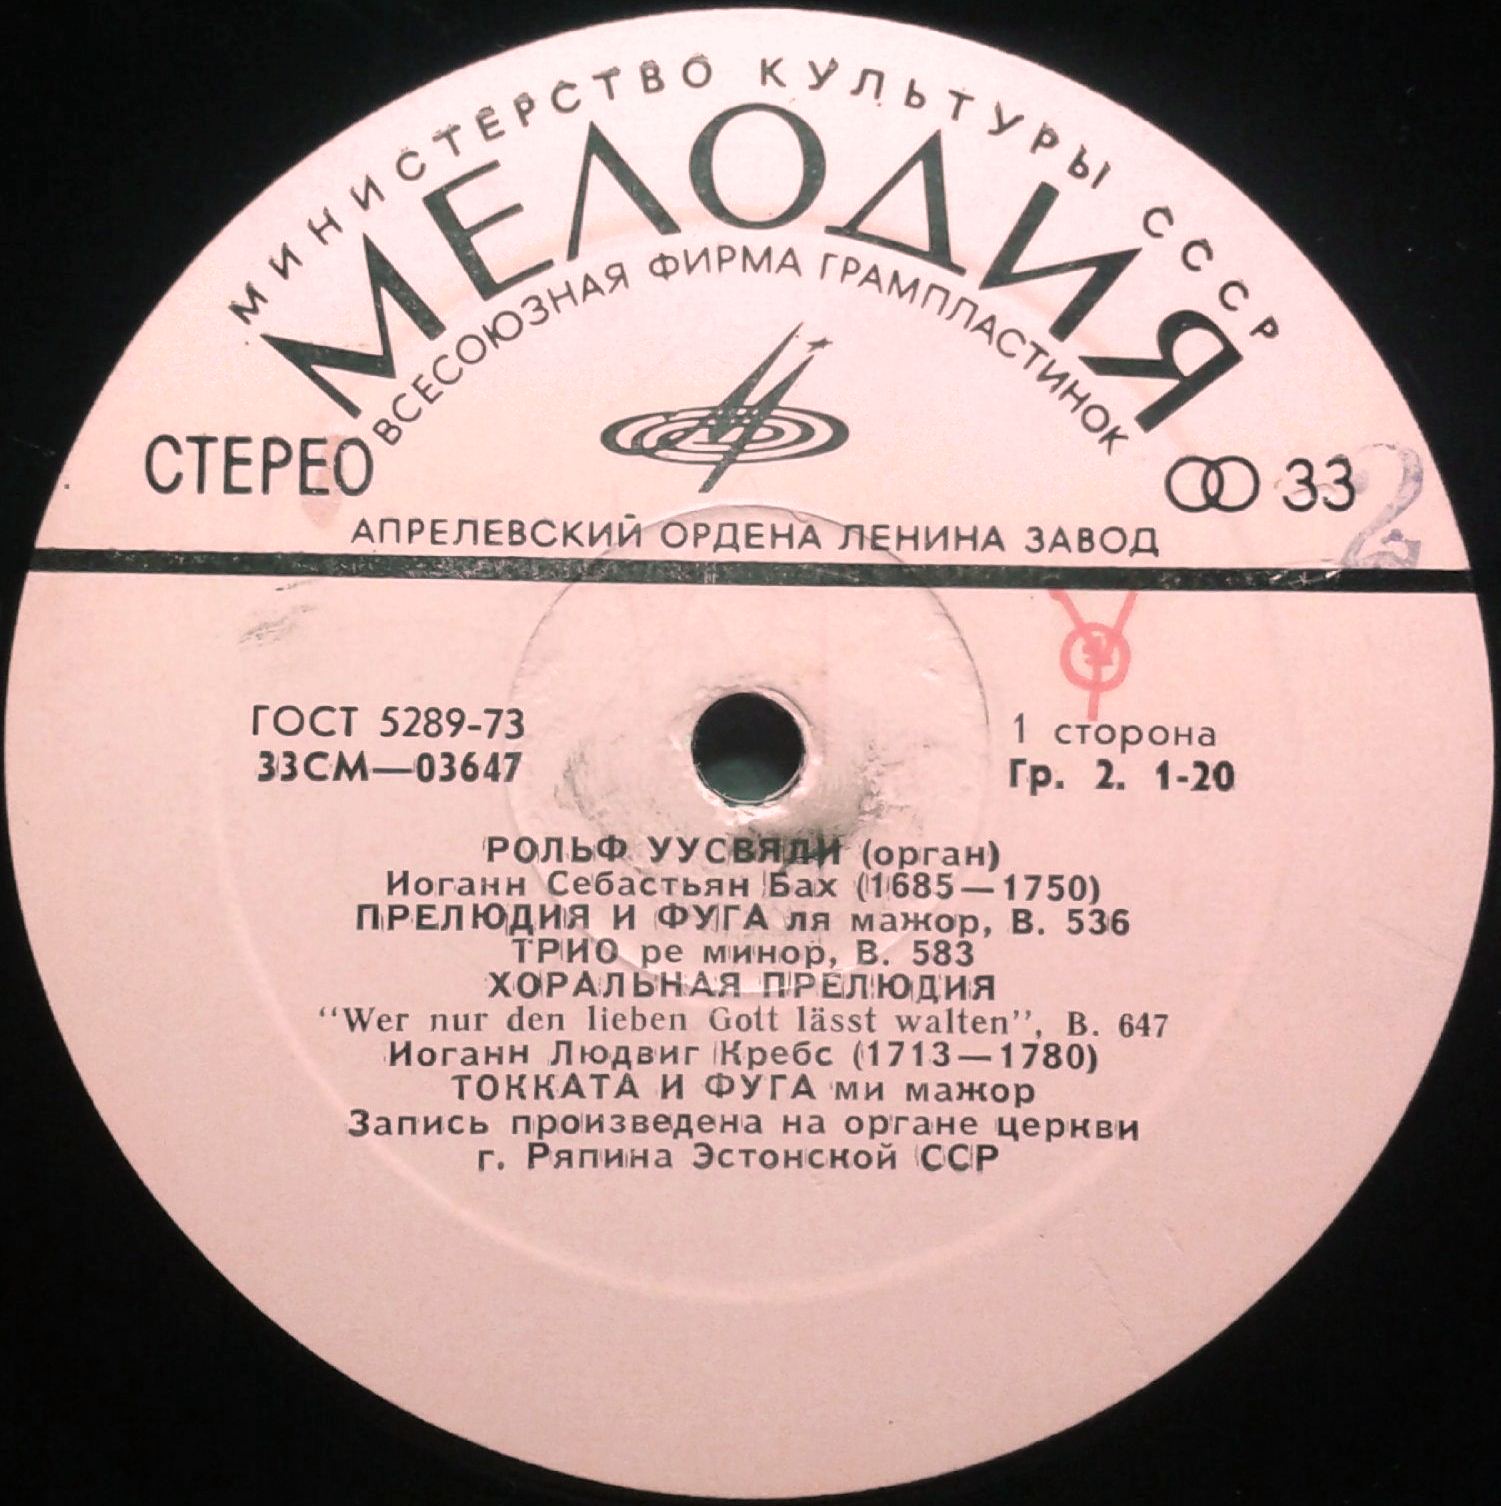 МИНИСТЕРСТВО КУЛЬТУРЫ СССР
МЕЛОДИЯ
ВСЕСОЮЗНАЯ ФИРМА ГРАМПЛАСТИНОК
СТЕРЕО
33
2
АПРЕЛЕВСКИЙ ОРДЕНА ЛЕНИНА ЗАВОД
ГОСТ 5289-73
1 сторона
33СМ—03647
Гр. 2. 1-20
РОЛЬФ УУСВЯЛИ (орган)
Иоганн Себастьян Бах (1685—1750)
ПРЕЛЮДИЯ И ФУГА ля мажор, В. 536
ТРИО ре минор, В. 583
ХОРАЛЬНАЯ ПРЕЛЮДИЯ
“Wer nur den lieben Gott lässt walten”, В. 647
Иоганн Людвиг Кребс (1713—1780)
ТОККАТА И ФУГА ми мажор
Запись произведена на органе церкви
г. Ряпина Эстонской ССР